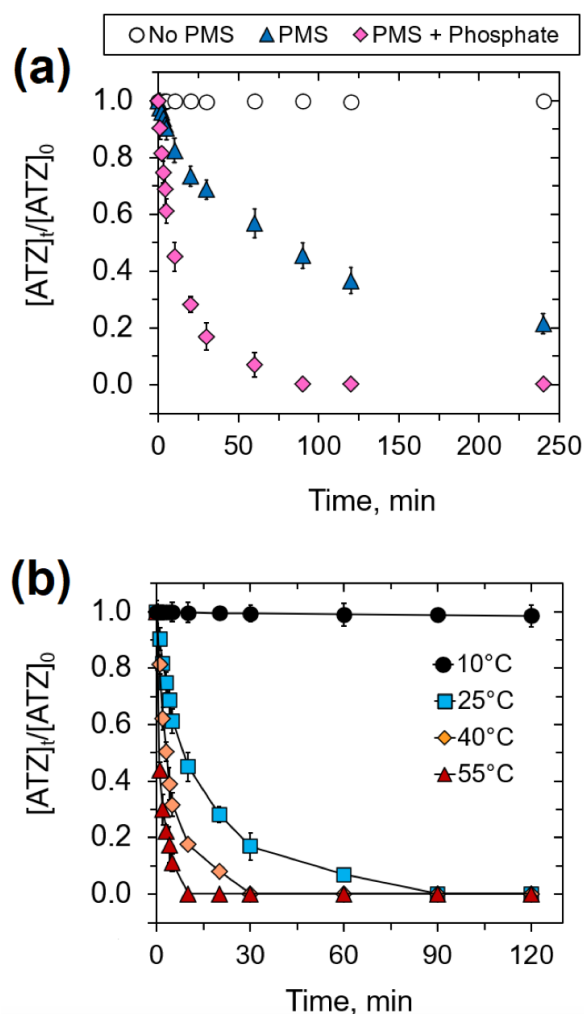 No PMS PMS PMS + Phosphate
(a)
1.0
0.8
0.6
0.4
0.2
0.0
[ATZ]t/[ATZ]0
0 50 100 150 200 250
Time, min
(b)
1.0
0.8
0.6
0.4
0.2
0.0
[ATZ]t/[ATZ]0
10°C
25°C
40°C
55°C
0 30 60 90 120
Time, min